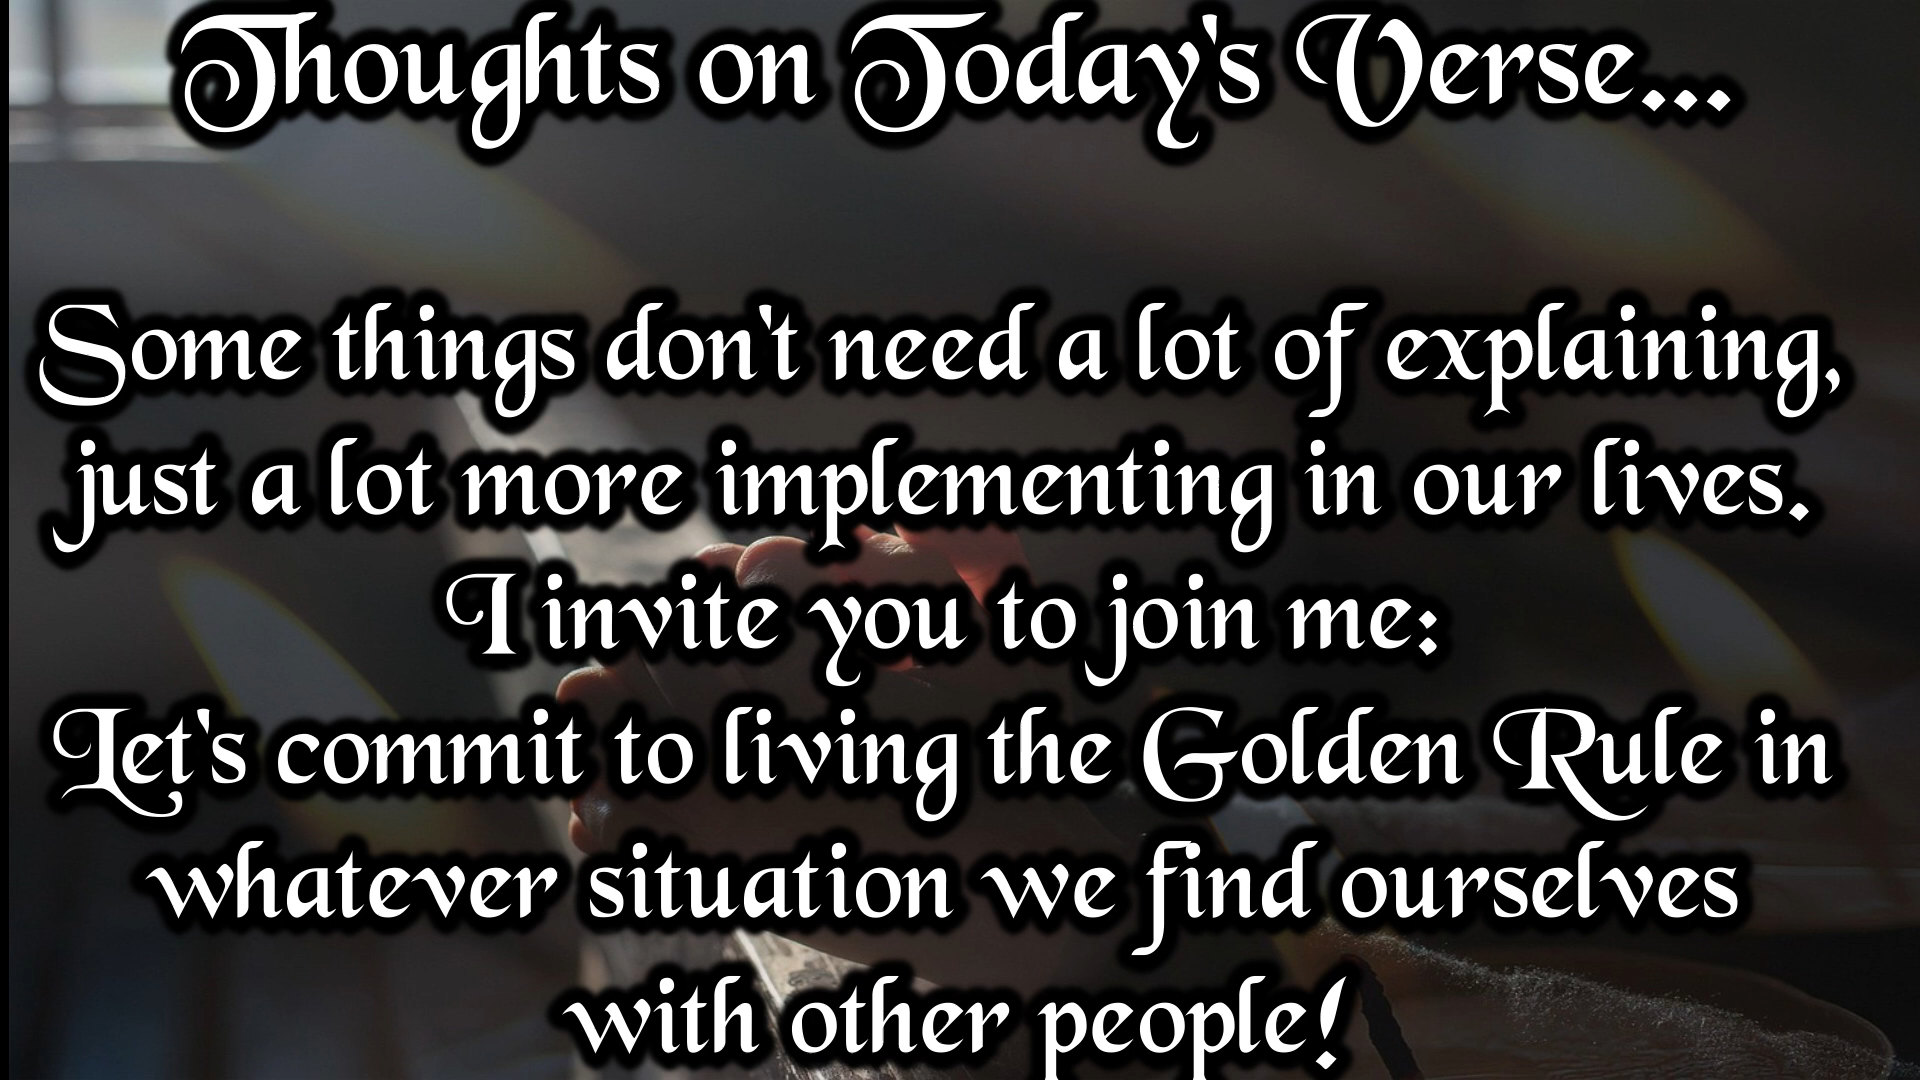 Thoughts on Today's Verse...
Some things don't need a lot of explaining,
just a lot more implementing in our lives.
I invite you to join me:
Let's commit to living the Golden Rule in
whatever situation we find ourselves
with other people!